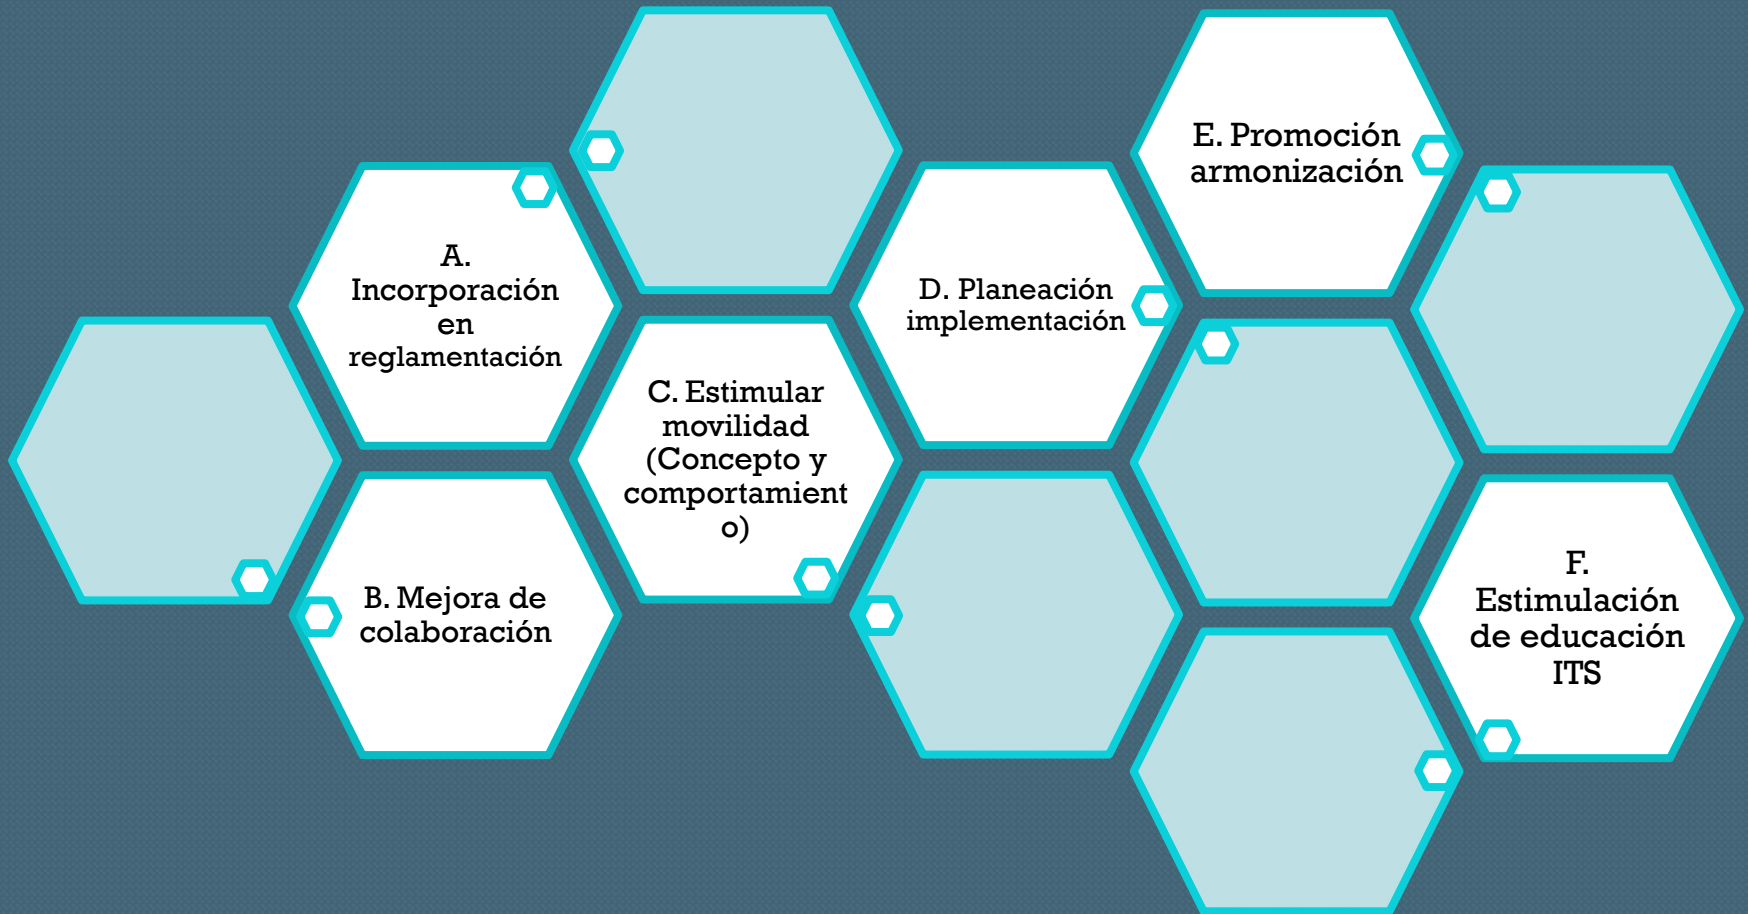 A.
Incorporación
en
reglamentación
B. Mejora de
colaboración
C. Estimular
movilidad
(Concepto y
comportamient
o)
D. Planeación
implementación
E. Promoción
armonización
F.
Estimulación
de educación
ITS